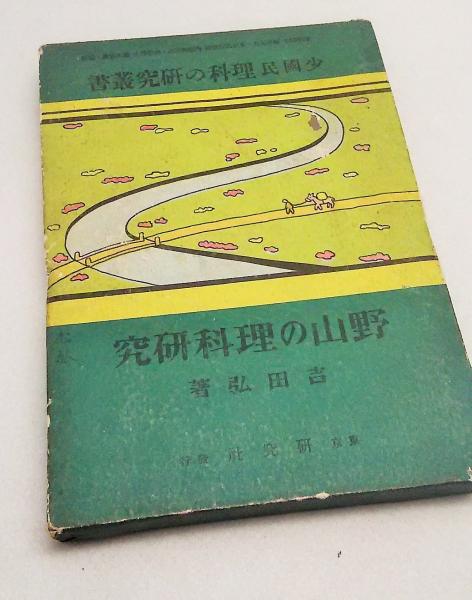 少國民理科の研究叢書
野山の理科研究
吉田弘著
東京 研究社 發行